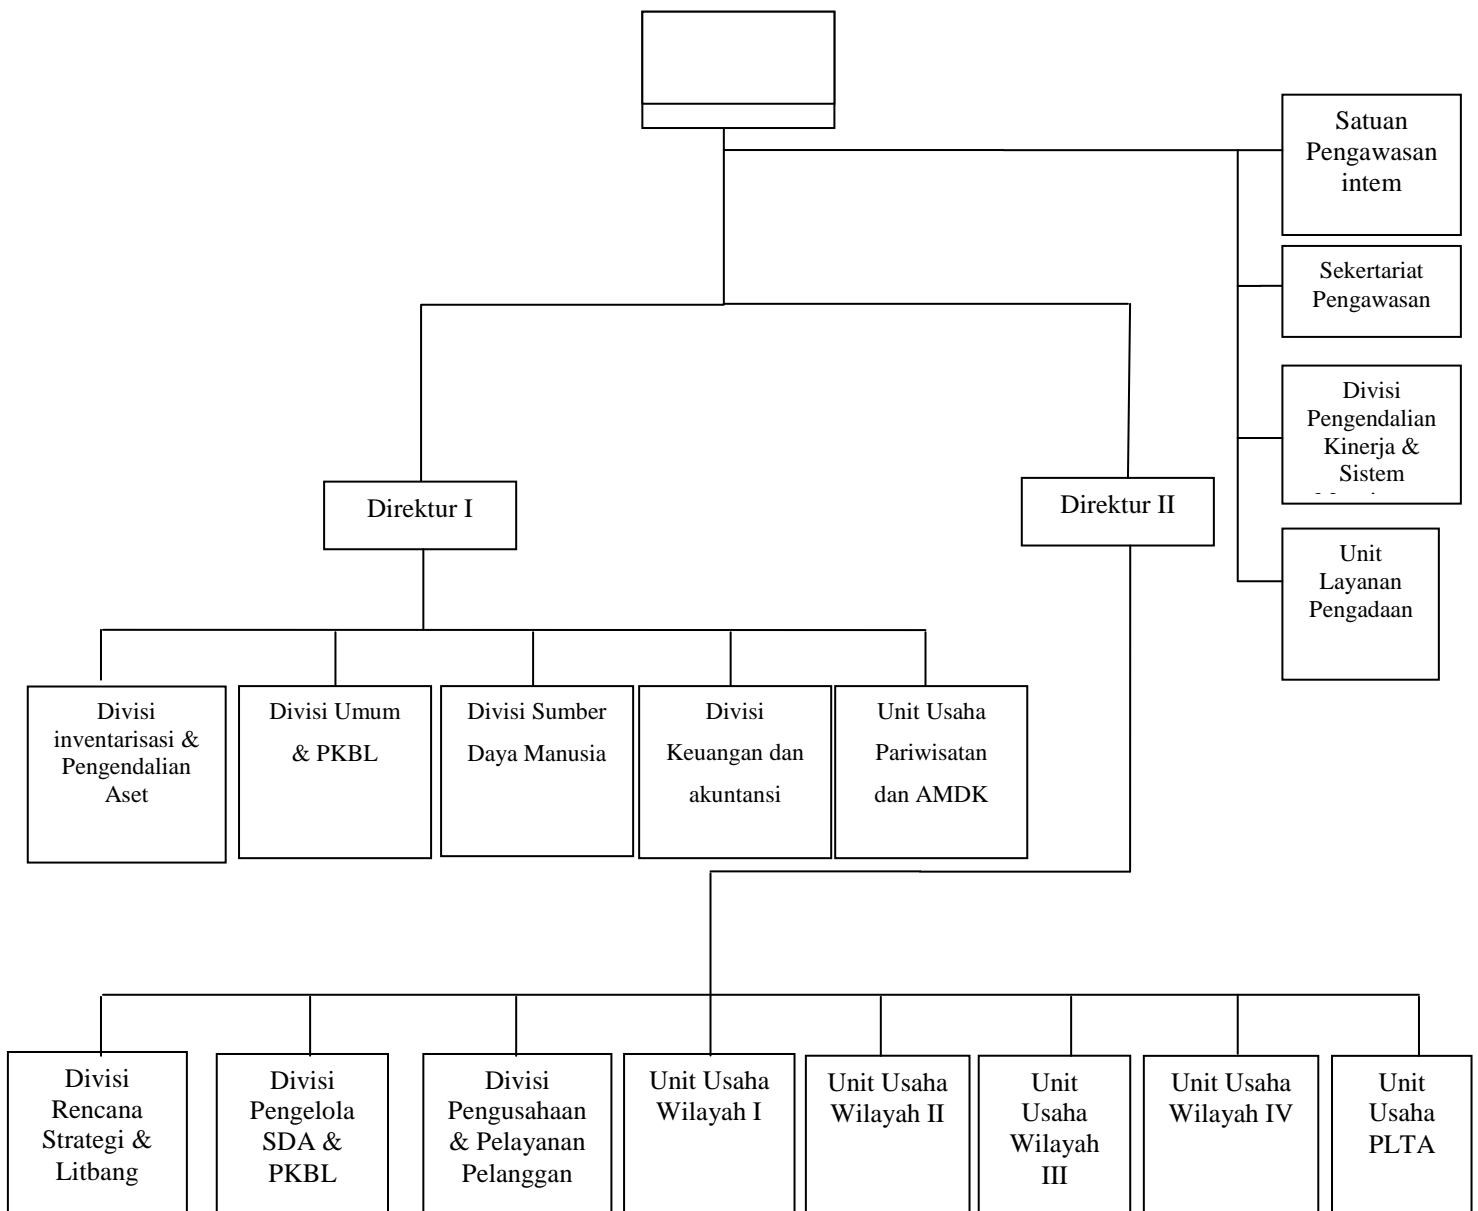 Satuan
Pengawasan
intem
Sekertariat
Pengawasan
Divisi
Pengendalian
Kinerja &
Sistem
Direktur I
Direktur II
Unit
Layanan
Pengadaan
Divisi
inventarisasi &
Pengendalian
Aset
Divisi Umum
& PKBL
Divisi Sumber
Daya Manusia
Divisi
Keuangan dan
akuntansi
Unit Usaha
Pariwisatan
dan AMDK
Divisi
Rencana
Strategi &
Litbang
Divisi
Pengelola
SDA &
PKBL
Divisi
Pengusahaan
& Pelayanan
Pelanggan
Unit Usaha
Wilayah I
Unit Usaha
Wilayah II
Unit
Usaha
Wilayah
III
Unit Usaha
Wilayah IV
Unit
Usaha
PLTA